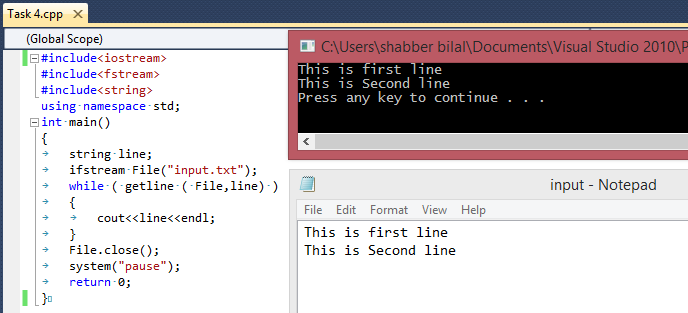 Task 4.cpp
(Global Scope)
#include<iostream>
#include<fstream>
#include<string>
using namespace std;
int main()
{
string line;
ifstream File("input.txt");
while ( getline ( File,line) )
{
cout<<line<<endl;
}
File.close();
system("pause");
return 0;
}
C:\Users\shabber bilal\Documents\Visual Studio 2010\P
This is first line
This is Second line
Press any key to continue . . .
input - Notepad
File Edit Format View Help
This is first line
This is Second line